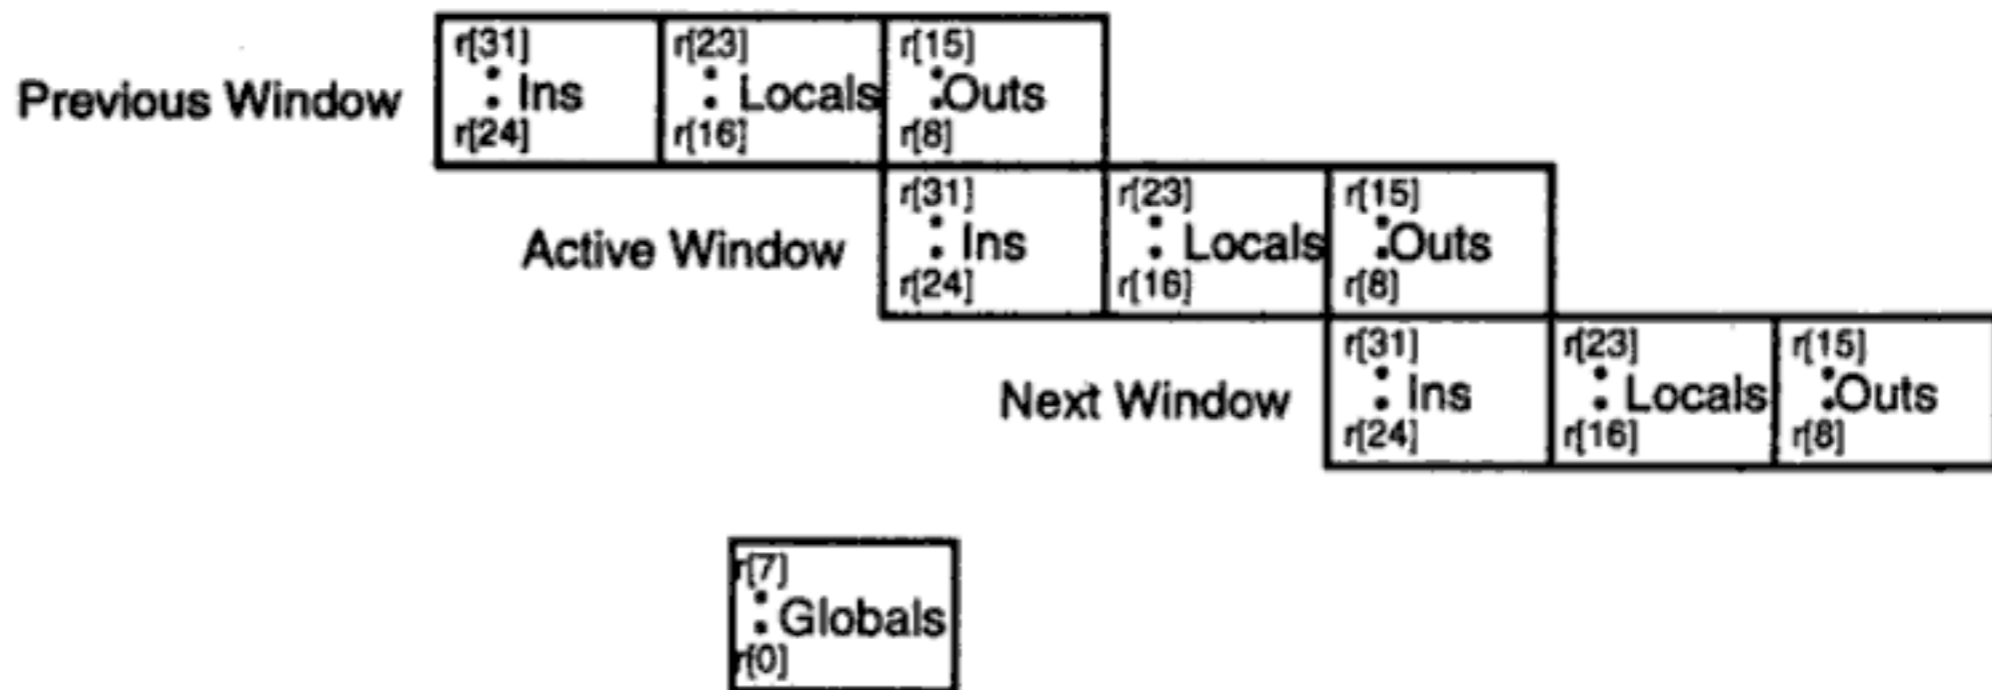 r[31] r[23] r[15]
Previous Window : Ins : Locals :Outs
r[24] r[16] r[8]
r[31] r[23] r[15]
Active Window : Ins : Locals :Outs
r[24] r[16] r[8]
r[31] r[23] r[15]
Next Window : Ins : Locals :Outs
r[24] r[16] r[8]
r[7]
: Globals
r[0]